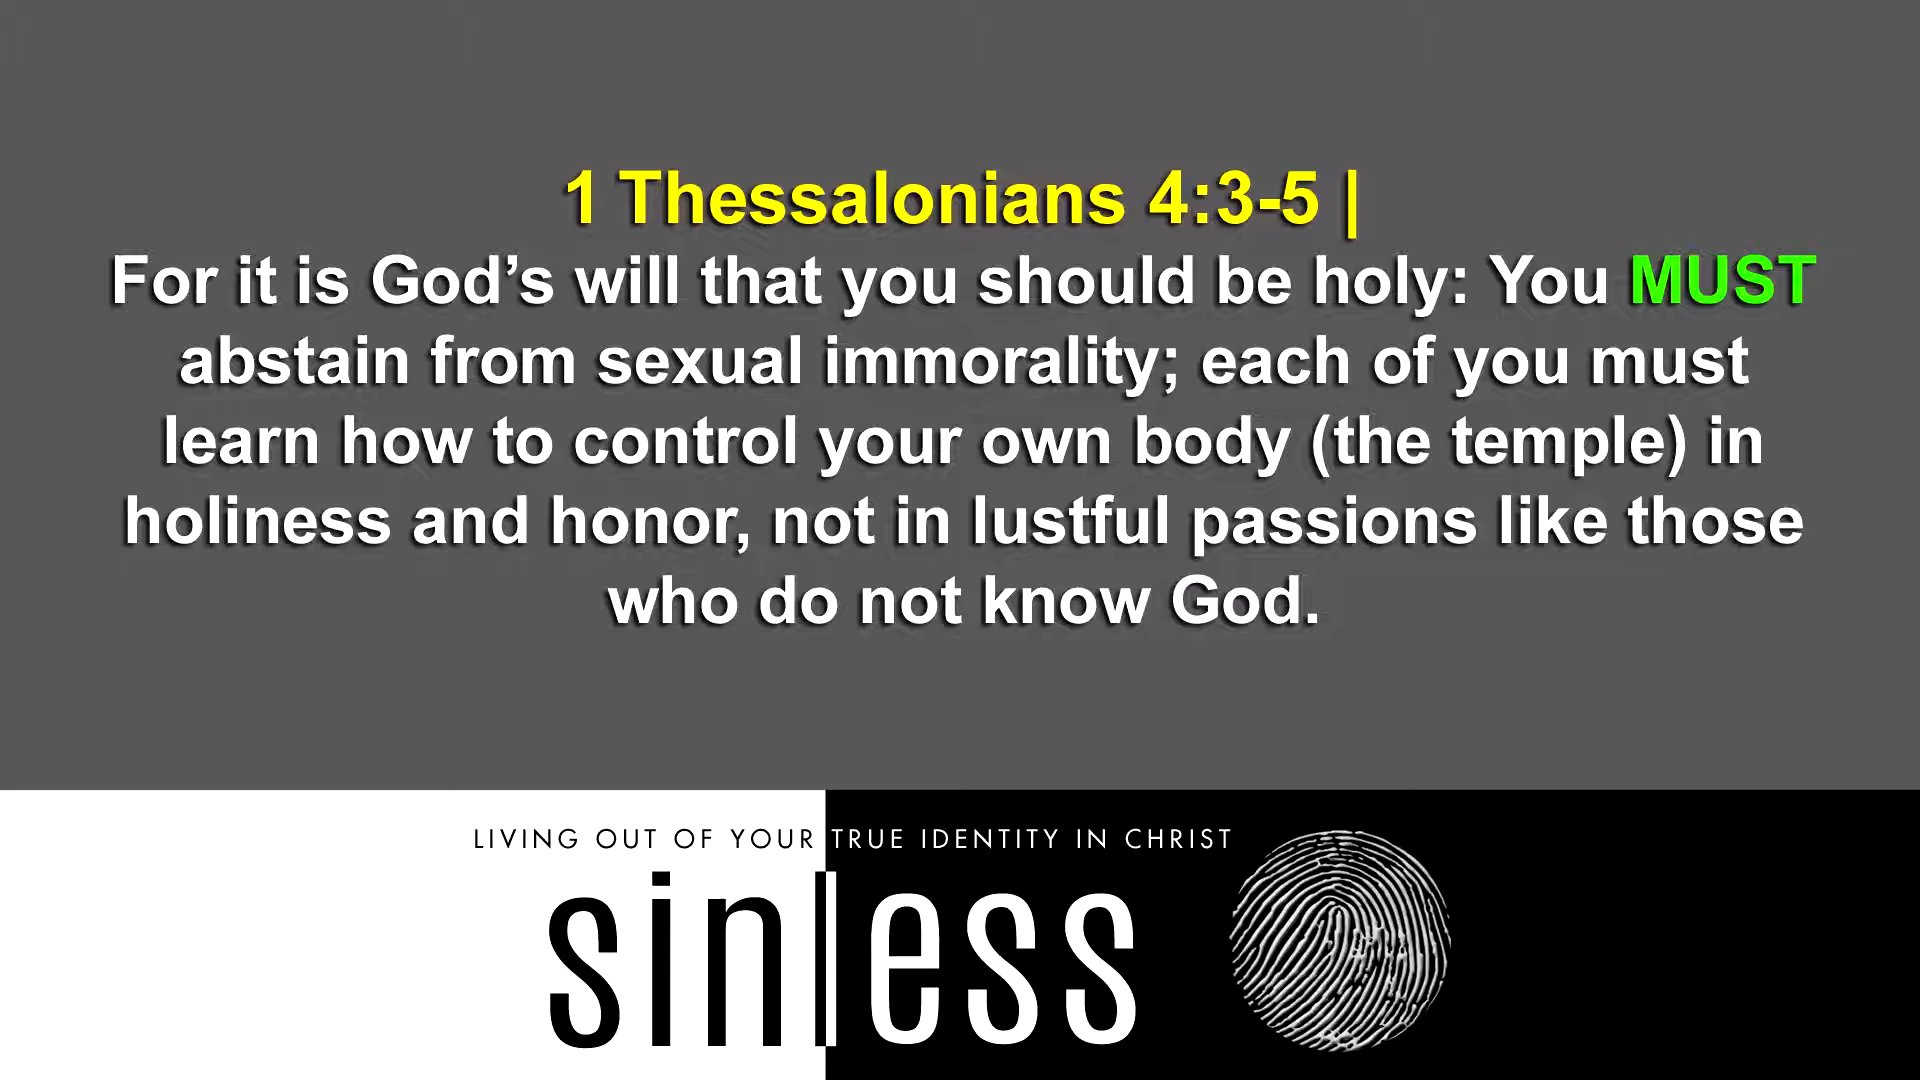 1 Thessalonians 4:3-5 |
For it is God’s will that you should be holy: You MUST
abstain from sexual immorality; each of you must
learn how to control your own body (the temple) in
holiness and honor, not in lustful passions like those
who do not know God.
LIVING OUT OF YOUR TRUE IDENTITY IN CHRIST
sinless